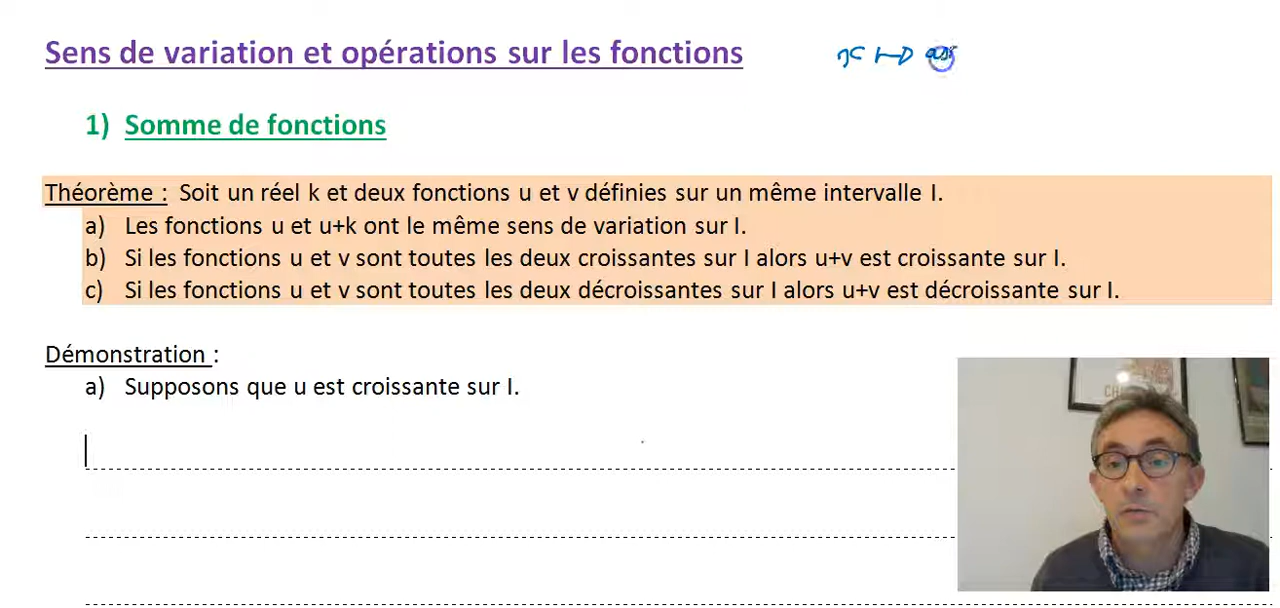 Sens de variation et opérations sur les fonctions
1) Somme de fonctions
Théorème : Soit un réel k et deux fonctions u et v définies sur un même intervalle I.
a) Les fonctions u et u+k ont le même sens de variation sur I.
b) Si les fonctions u et v sont toutes les deux croissantes sur I alors u+v est croissante sur I.
c) Si les fonctions u et v sont toutes les deux décroissantes sur I alors u+v est décroissante sur I.
Démonstration :
a) Supposons que u est croissante sur I.